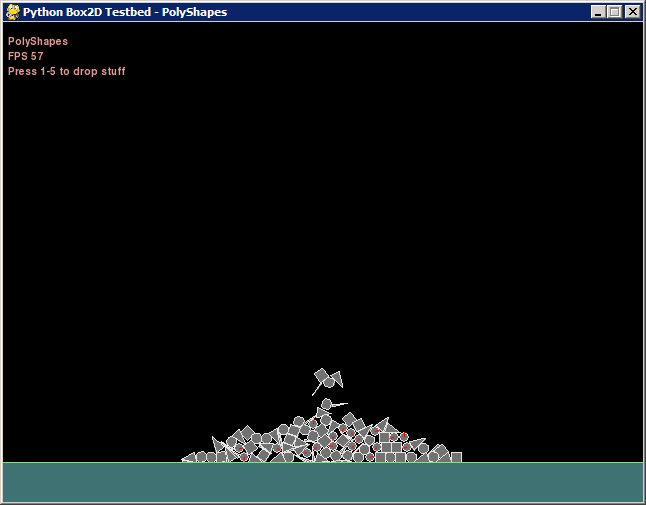 Python Box2D Testbed - PolyShapes
PolyShapes
FPS 57
Press 1-5 to drop stuff